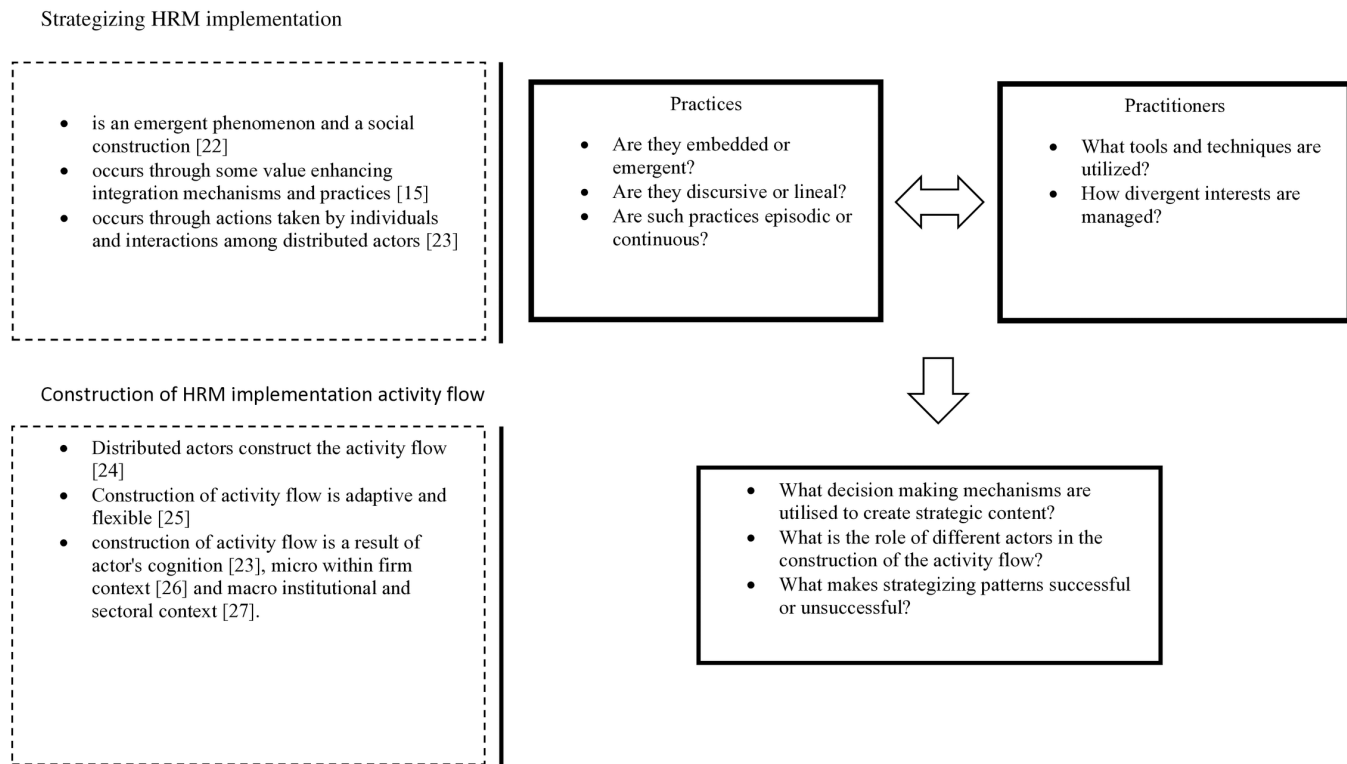 Strategizing HRM implementation
• is an emergent phenomenon and a social
construction [22]
• occurs through some value enhancing
integration mechanisms and practices [15]
• occurs through actions taken by individuals
and interactions among distributed actors [23]
Practices
• Are they embedded or
emergent?
• Are they discursive or lineal?
• Are such practices episodic or
continuous?
Practitioners
• What tools and techniques are
utilized?
• How divergent interests are
managed?
Construction of HRM implementation activity flow
• Distributed actors construct the activity flow
[24]
• Construction of activity flow is adaptive and
flexible [25]
• construction of activity flow is a result of
actor's cognition [23], micro within firm
context [26] and macro institutional and
sectoral context [27].
• What decision making mechanisms are
utilised to create strategic content?
• What is the role of different actors in the
construction of the activity flow?
• What makes strategizing patterns successful
or unsuccessful?